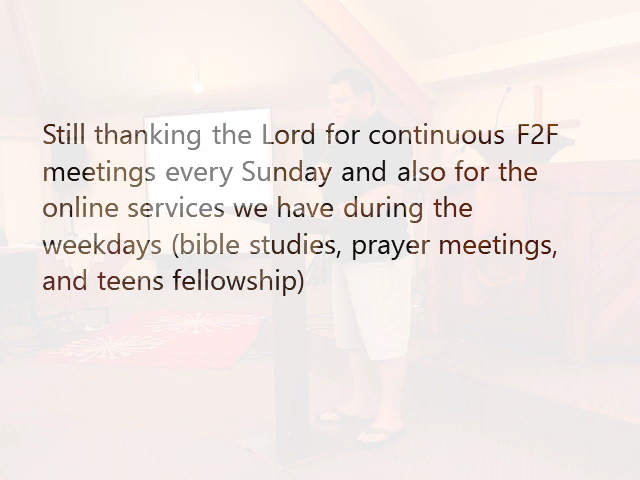 Still thanking the Lord for continuous F2F
meetings every Sunday and also for the
online services we have during the
weekdays (bible studies, prayer meetings,
and teens fellowship)